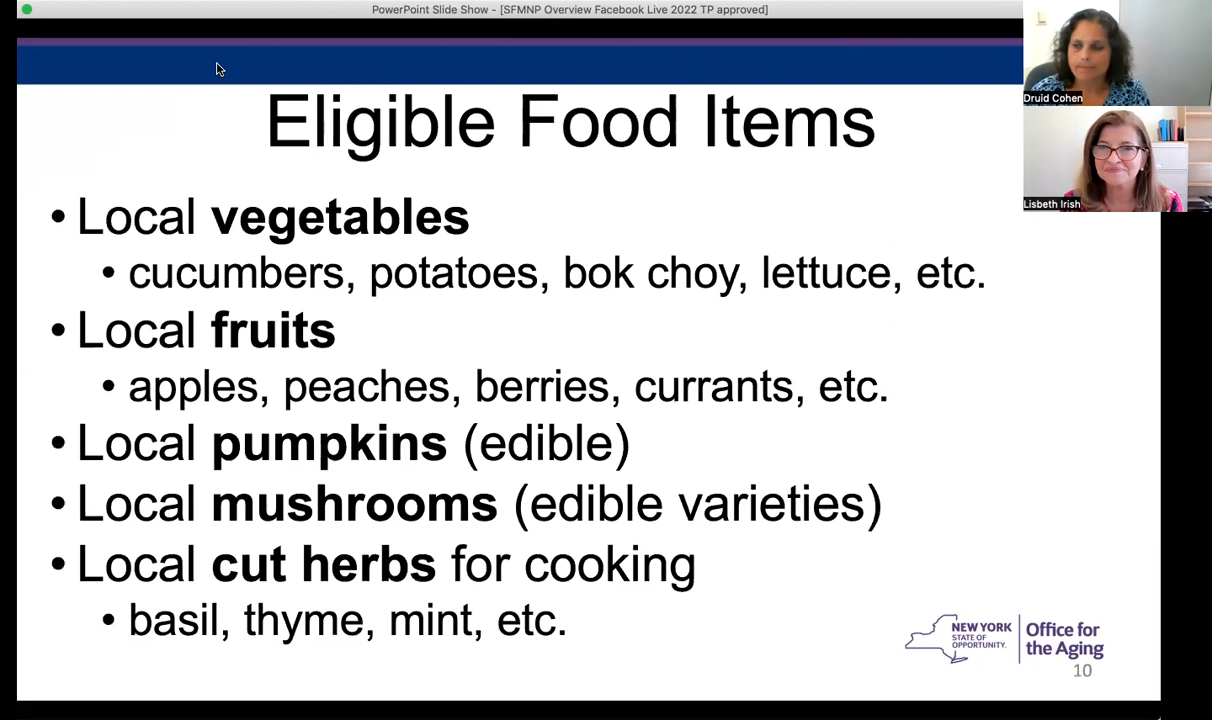 PowerPoint Slide Show - [SFMNP Overview Facebook Live 2022 TP approved]
Druid Cohen
Lisbeth Irish
Eligible Food Items
• Local vegetables
• cucumbers, potatoes, bok choy, lettuce, etc.
• Local fruits
• apples, peaches, berries, currants, etc.
• Local pumpkins (edible)
• Local mushrooms (edible varieties)
• Local cut herbs for cooking
• basil, thyme, mint, etc.
NEW YORK
STATE OF
OPPORTUNITY.
Office for
the Aging
10